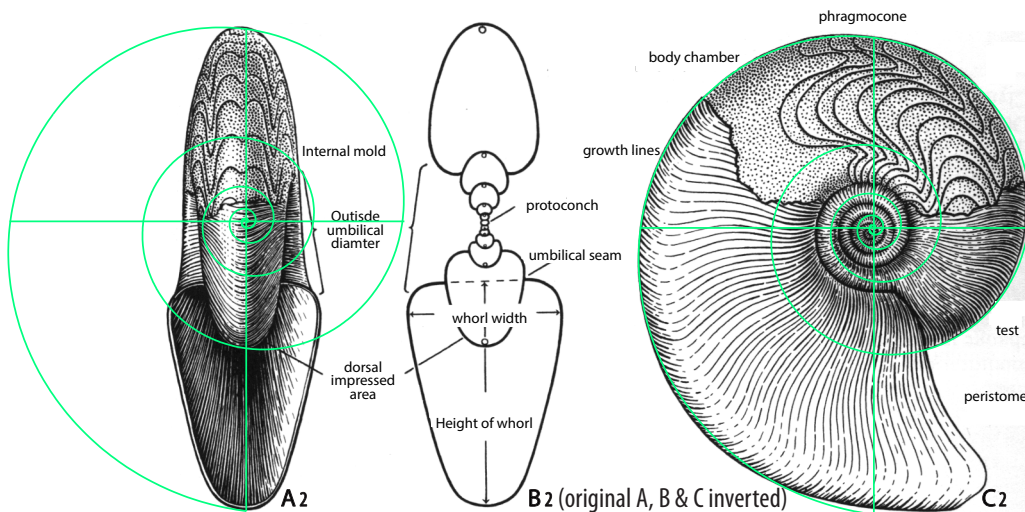 phragmocone
body chamber
growth lines
Internal mold
Outisde
umbilical
diamter
protoconch
umbilical seam
whorl width
dorsal
impressed
area
Height of whorl
test
peristome
A2
B2 (original A, B & C inverted)
C2